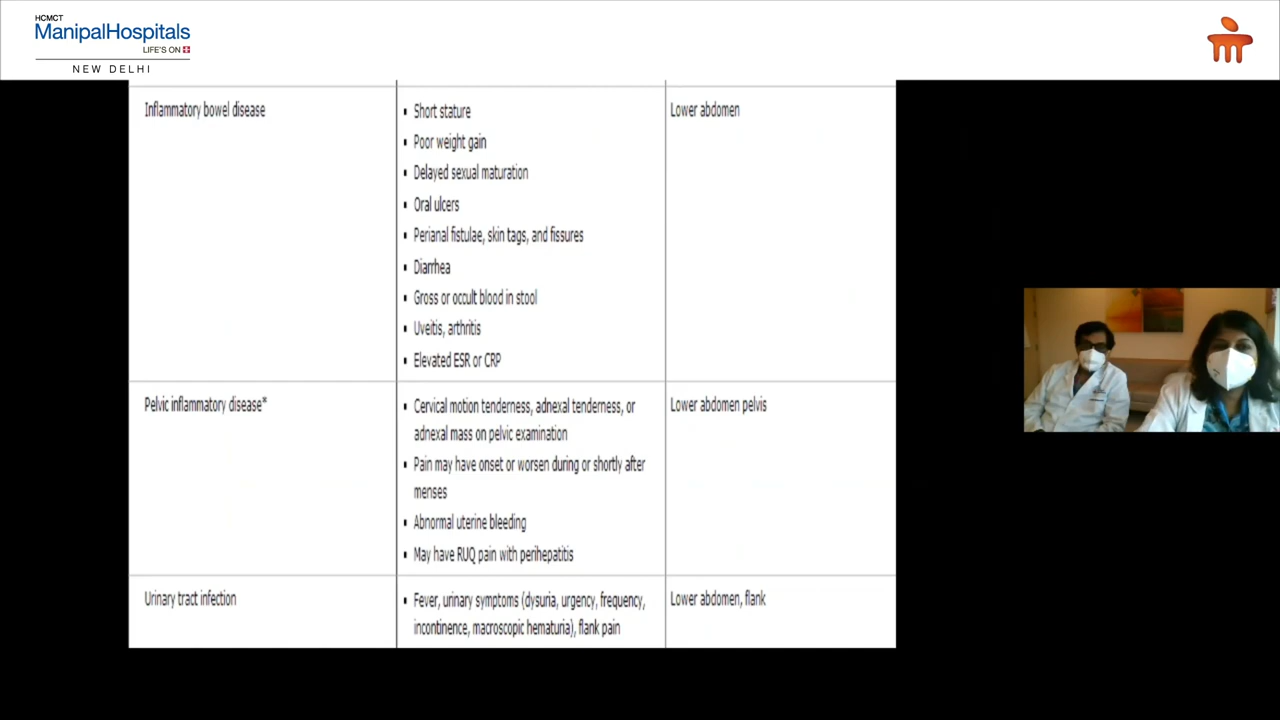 HCMCT
ManipalHospitals
LIFE'S ON
NEW DELHI
Inflammatory bowel disease
▪ Short stature
▪ Poor weight gain
▪ Delayed sexual maturation
▪ Oral ulcers
▪ Perianal fistulae, skin tags, and fissures
▪ Diarrhea
▪ Gross or occult blood in stool
▪ Uveitis, arthritis
▪ Elevated ESR or CRP
Lower abdomen
Pelvic inflammatory disease*
▪ Cervical motion tenderness, adnexal tenderness, or
adnexal mass on pelvic examination
▪ Pain may have onset or worsen during or shortly after
menses
▪ Abnormal uterine bleeding
▪ May have RUQ pain with perihepatitis
Lower abdomen pelvis
Urinary tract infection
▪ Fever, urinary symptoms (dysuria, urgency, frequency,
incontinence, macroscopic hematuria), flank pain
Lower abdomen, flank